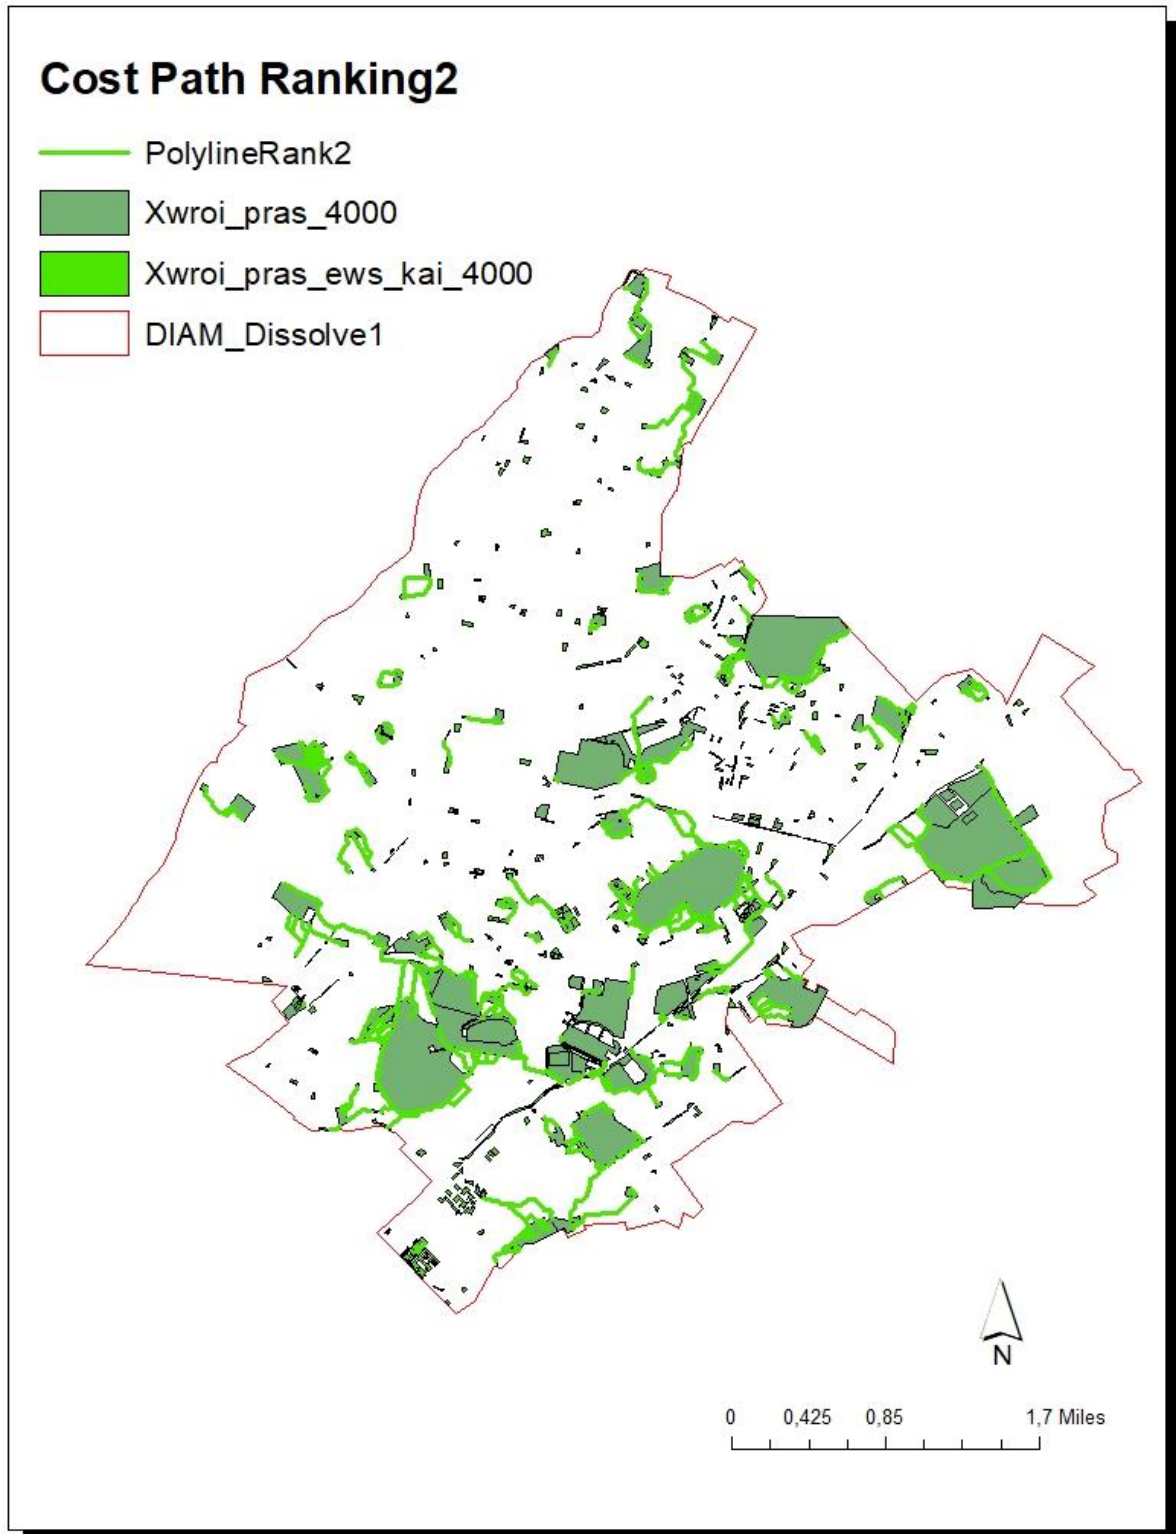 Cost Path Ranking2
PolylineRank2
Xwroi_pras_4000
Xwroi_pras_ews_kai_4000
DIAM_Dissolve1
N
0 0,425 0,85 1,7 Miles